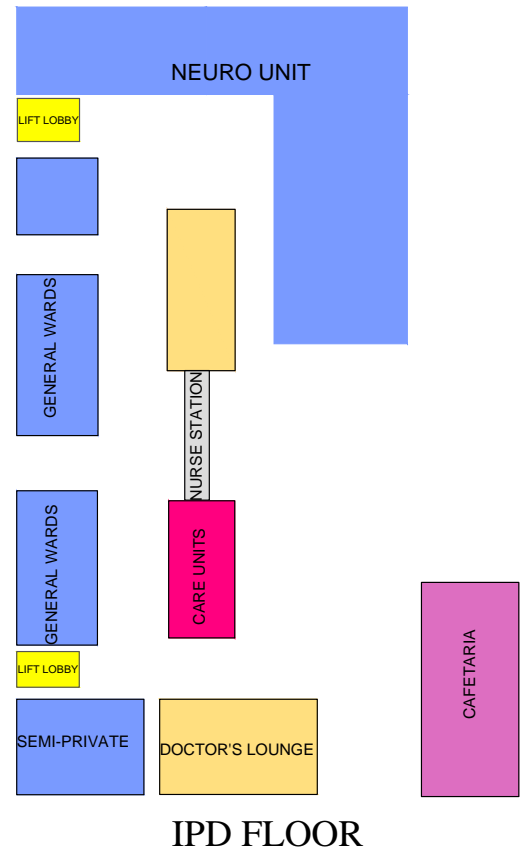 NEURO UNIT
LIFT LOBBY
GENERAL WARDS
NURSE STATION
GENERAL WARDS
CARE UNITS
CAFETARIA
LIFT LOBBY
SEMI-PRIVATE
DOCTOR'S LOUNGE
IPD FLOOR